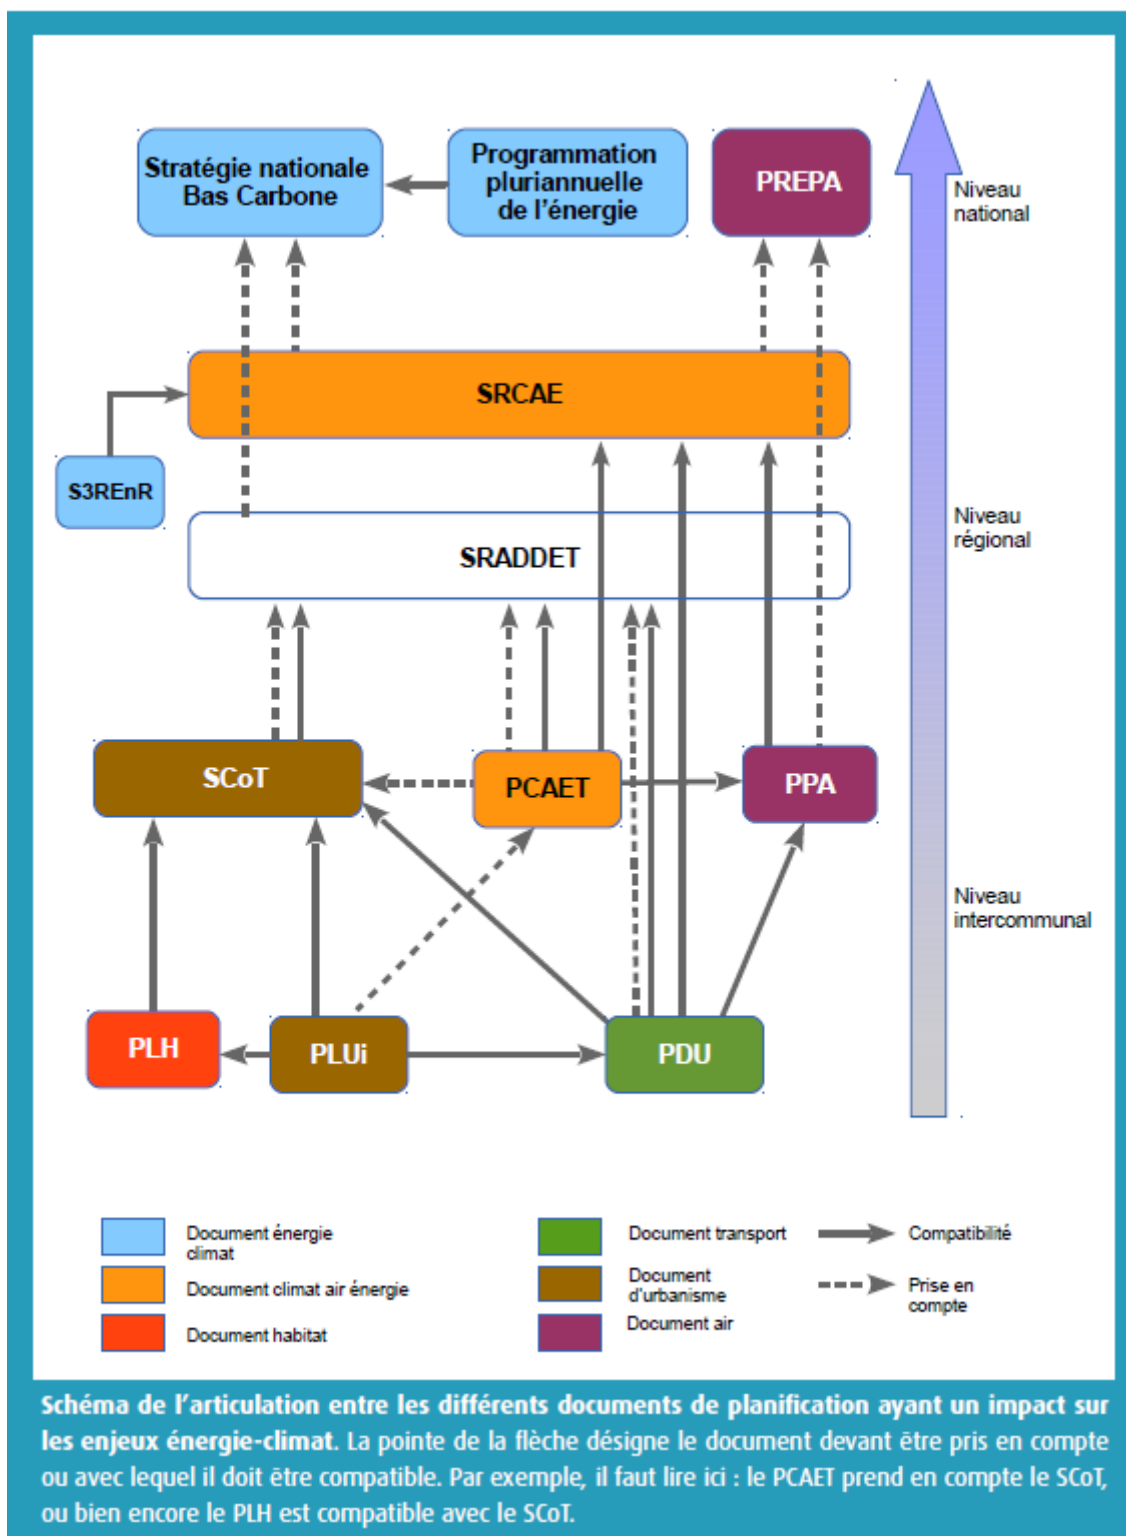 Stratégie nationale
Bas Carbone
Programmation
pluriannuelle
de l'énergie
PREPA
Niveau
national
SRCAE
S3REnR
SRADDET
Niveau
régional
SCoT
PCAET
PPA
Niveau
intercommunal
PLH
PLUi
PDU
Document énergie
climat
Document climat air énergie
Document habitat
Document transport
Document
d'urbanisme
Document air
Compatibilité
Prise en
compte
Schéma de l'articulation entre les différents documents de planification ayant un impact sur
les enjeux énergie-climat. La pointe de la flèche désigne le document devant être pris en compte
ou avec lequel il doit être compatible. Par exemple, il faut lire ici : le PCAET prend en compte le SCoT,
ou bien encore le PLH est compatible avec le SCoT.